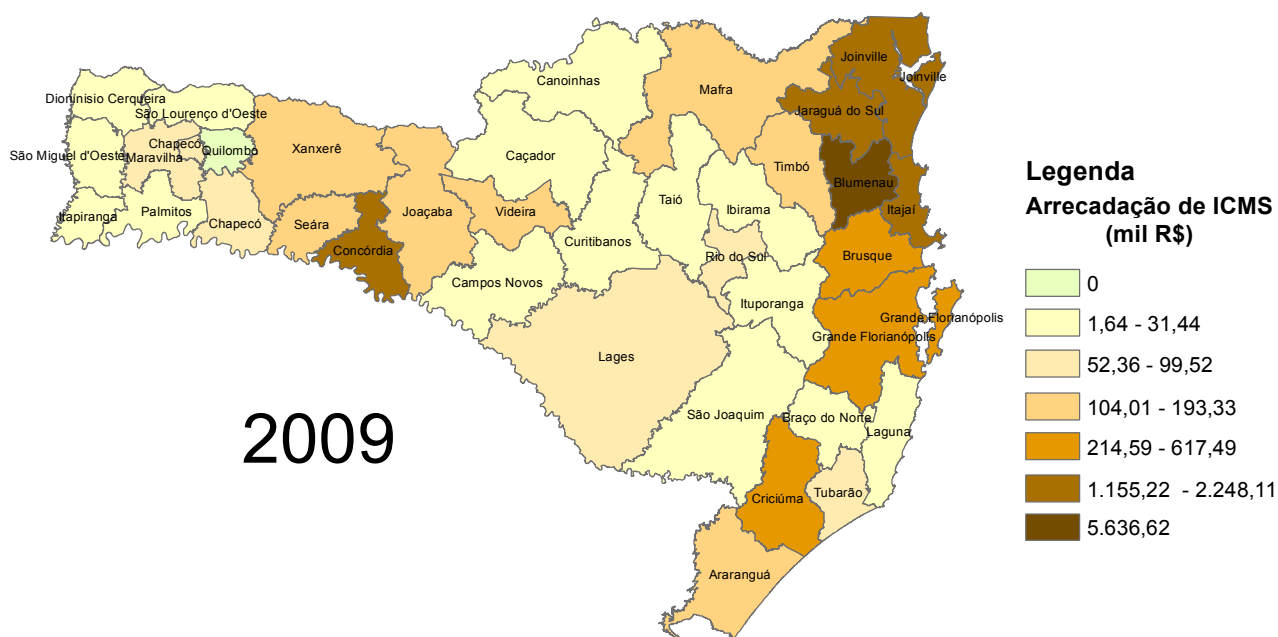 Joinville
Joinville
Canoinhas
Mafra
Dionínisio Cerqueira
Jaraguá do Sul
São Lourenço d'Oeste
Chapecó
Xanxerê
Quilombo
São Miguel d'Oeste
Maravilha
Caçador
Timbó
Blumenau
Taió
Itapiranga
Palmitos
Joaçaba
Videira
Ibirama
Itajaí
Chapecó
Seára
Curitibanos
Concórdia
Rio do Sul
Brusque
Campos Novos
Ituporanga
Grande Florianópolis
Grande Florianópolis
Lages
São Joaquim
Braço do Norte
Laguna
2009
Criciúma
Tubarão
Araranguá
Legenda
Arrecadação de ICMS
(mil R$)
0
1,64 - 31,44
52,36 - 99,52
104,01 - 193,33
214,59 - 617,49
1.155,22 - 2.248,11
5.636,62